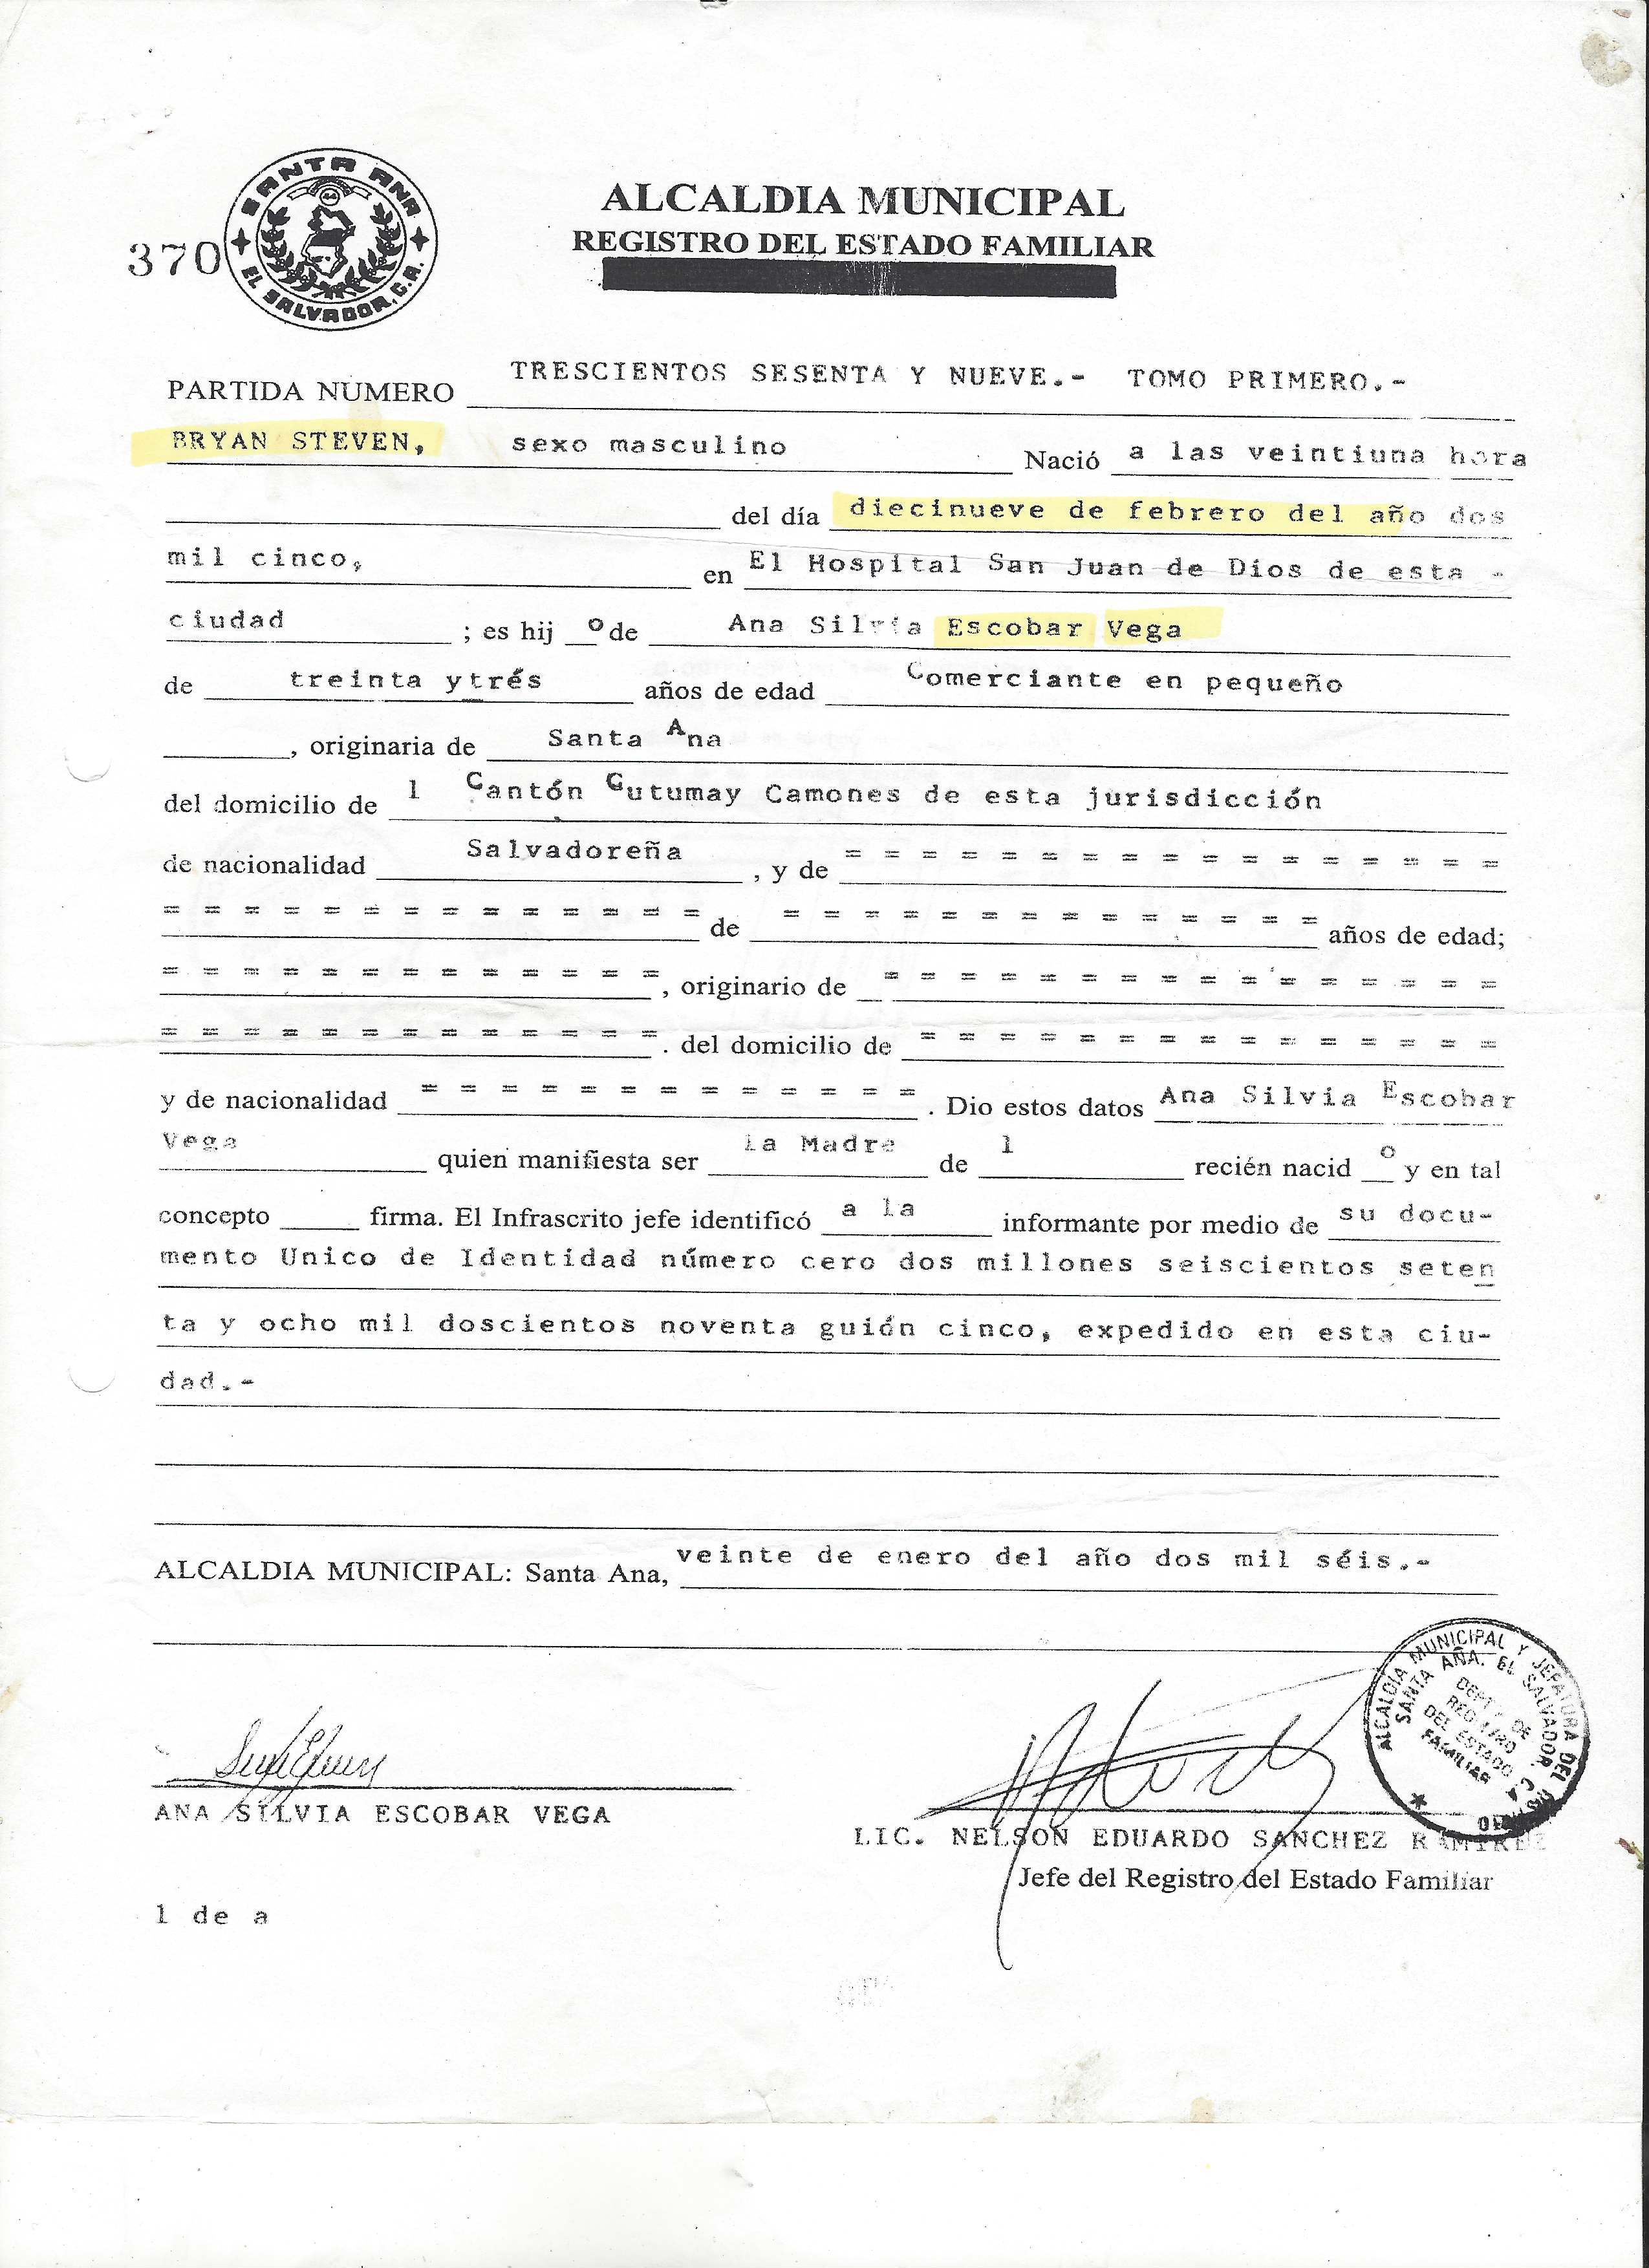 SANTA ANA
EL SALVADOR, C.A.
370
ALCALDIA MUNICIPAL
REGISTRO DEL ESTADO FAMILIAR
PARTIDA NUMERO TRESCIENTOS SESENTA Y NUEVE.- TOMO PRIMERO.-
BRYAN STEVEN, sexo masculino Nació a las veintiuna hora
del día diecinueve de febrero del año dos
mil cinco, en El Hospital San Juan de Dios de esta -
ciudad ; es hij o de Ana Silvia Escobar Vega
de treinta ytrés años de edad Comerciante en pequeño
, originaria de Santa Ana
del domicilio de l Cantón Cutumay Camones de esta jurisdicción
de nacionalidad Salvadoreña , y de = = = = = = = = = = = = = = = = =
= = = = = = = = = = = = = = de = = = = = = = = = = = = = = años de edad;
= = = = = = = = = = = = = , originario de = = = = = = = = = = = = = = = =
= = = = = = = = = = = = = . del domicilio de = = = = = = = = = = = = = = =
y de nacionalidad = = = = = = = = = = = = = . Dio estos datos Ana Silvia Escobar
Vega quien manifiesta ser la Madre de l recién nacid o y en tal
concepto firma. El Infrascrito jefe identificó a la informante por medio de su docu-
mento Unico de Identidad número cero dos millones seiscientos seten
ta y ocho mil doscientos noventa guión cinco, expedido en esta ciu-
dad.-
ALCALDIA MUNICIPAL: Santa Ana, veinte de enero del año dos mil séis.-
ALCALDIA MUNICIPAL Y JEFATURA DEL
SANTA ANA. EL SALVADOR, C.A.
DEPTO. DE
REGISTRO
DEL ESTADO
FAMILIAR
ANA SILVIA ESCOBAR VEGA
LIC. NELSON EDUARDO SANCHEZ RAMIREZ
Jefe del Registro del Estado Familiar
1 de a